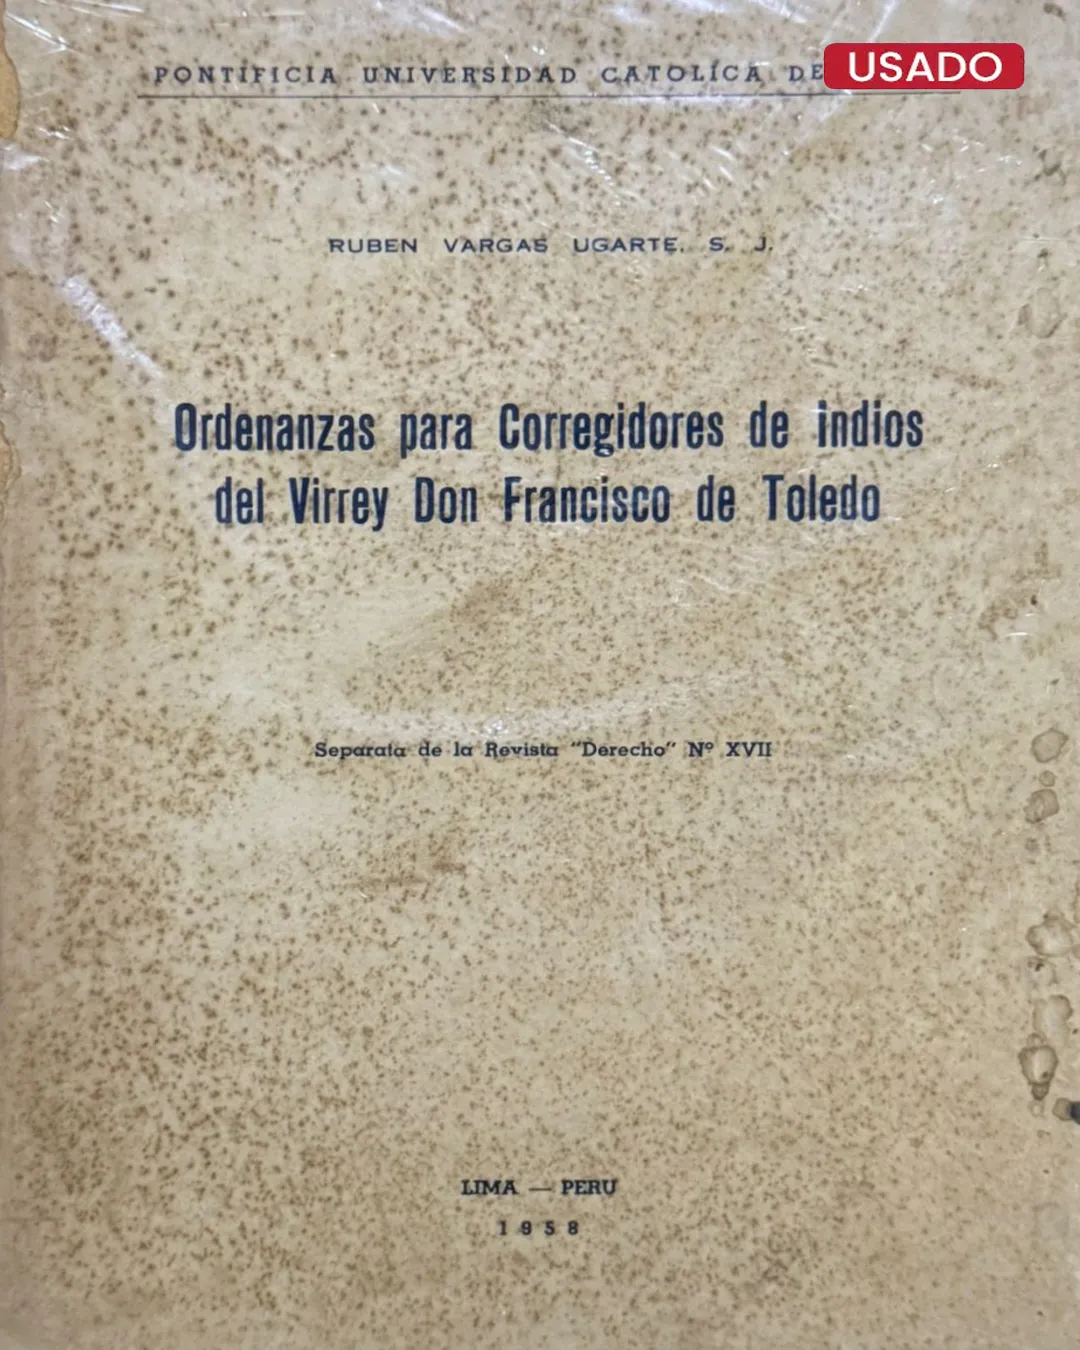 PONTIFICIA UNIVERSIDAD CATOLICA DE
USADO
RUBEN VARGAS UGARTE, S. J.
Ordenanzas para Corregidores de indios
del Virrey Don Francisco de Toledo
Separata de la Revista "Derecho" Nº XVII
LIMA — PERU
1958